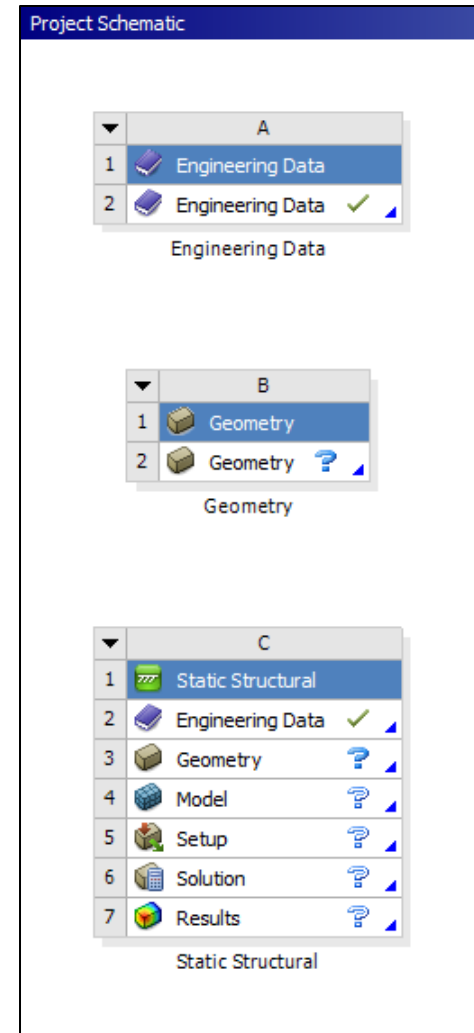 Project Schematic
A
1 Engineering Data
2 Engineering Data
Engineering Data
B
1 Geometry
2 Geometry ?
Geometry
C
1 Static Structural
2 Engineering Data
3 Geometry ?
4 Model ?
5 Setup ?
6 Solution ?
7 Results ?
Static Structural